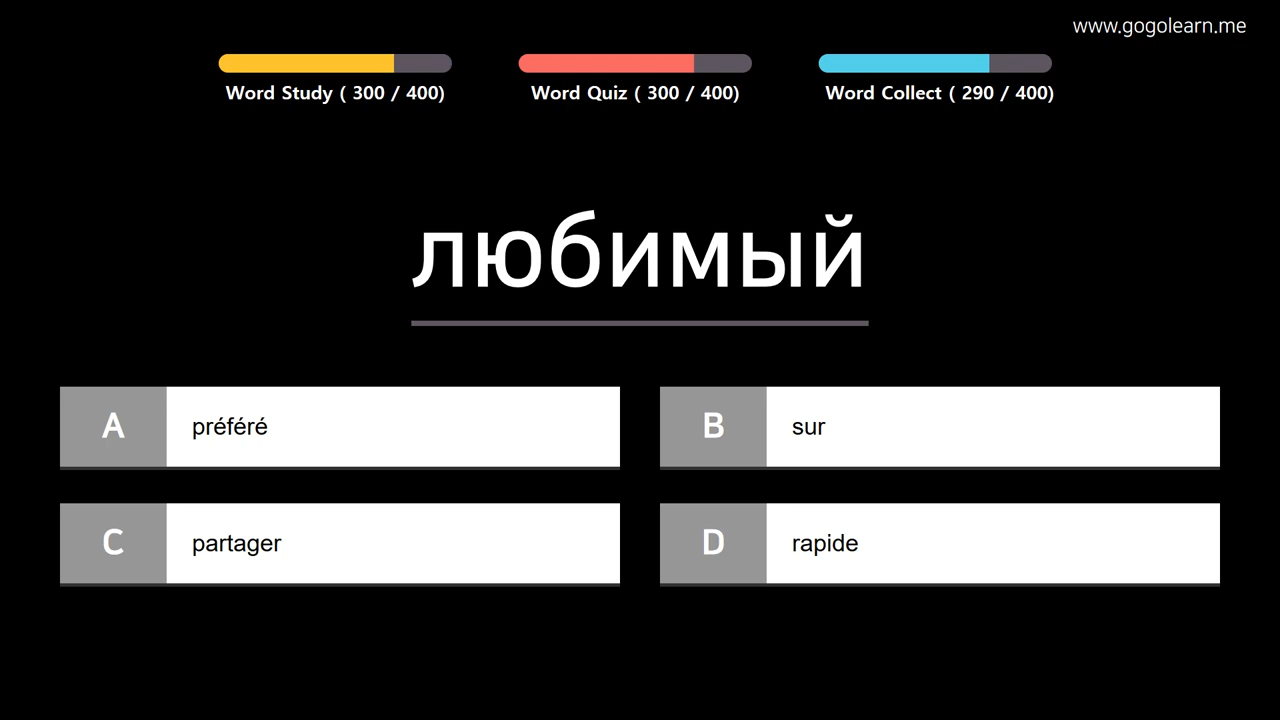 www.gogolearn.me
Word Study ( 300 / 400)
Word Quiz ( 300 / 400)
Word Collect ( 290 / 400)
любимый
A préféré
B sur
C partager
D rapide